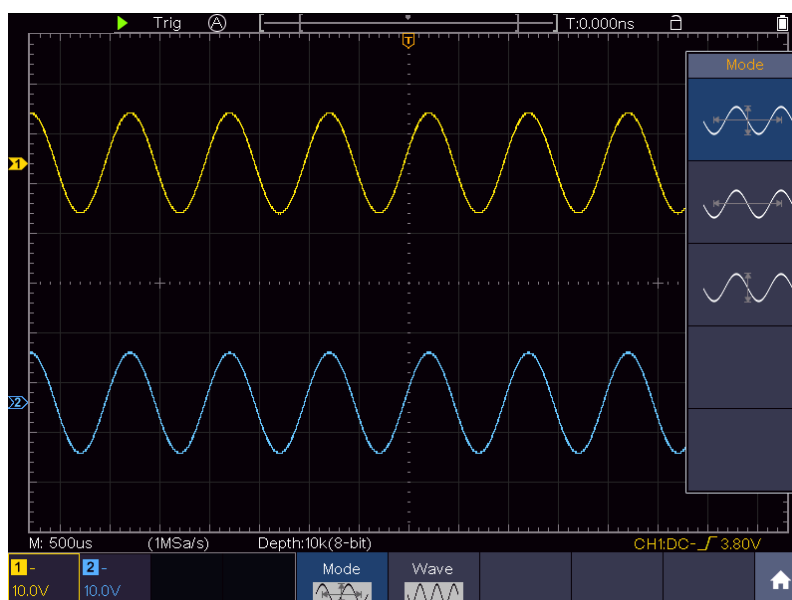 Trig A T:0.000ns
T
Mode
1
2
M: 500us (1MSa/s) Depth:10k(8-bit) CH1:DC- 3.80V
1 - 2 - Mode Wave
10.0V 10.0V